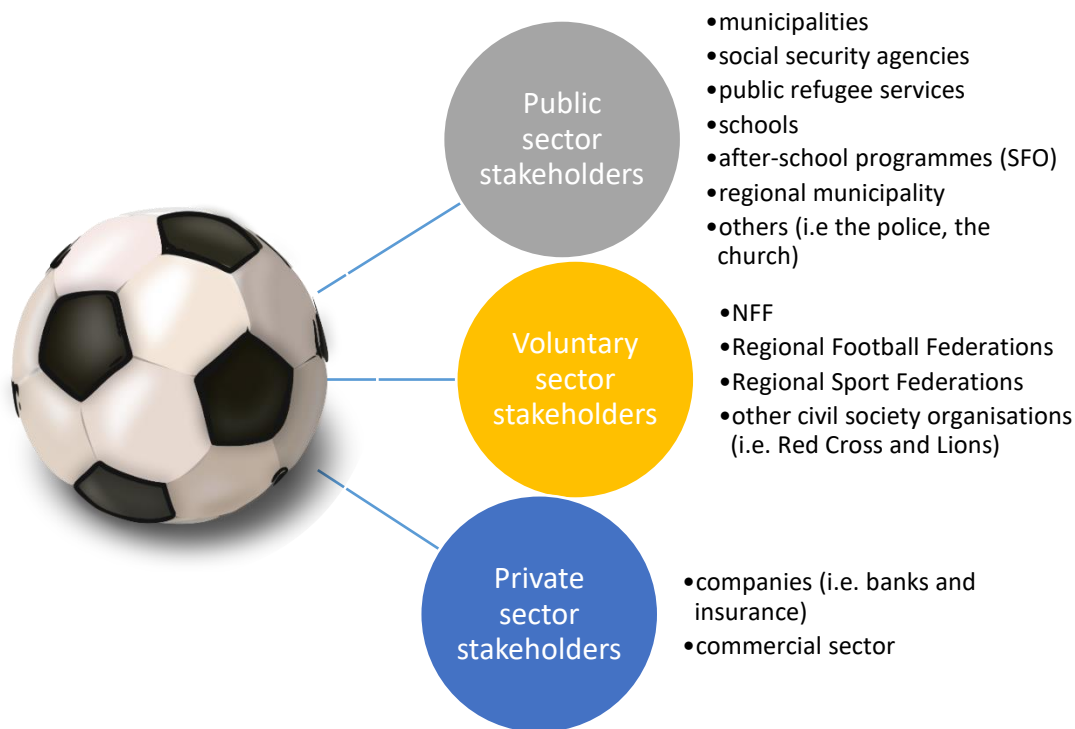 Public
sector
stakeholders
•municipalities
•social security agencies
•public refugee services
•schools
•after-school programmes (SFO)
•regional municipality
•others (i.e the police, the
church)
Voluntary
sector
stakeholders
•NFF
•Regional Football Federations
•Regional Sport Federations
•other civil society organisations
(i.e. Red Cross and Lions)
Private
sector
stakeholders
•companies (i.e. banks and
insurance)
•commercial sector